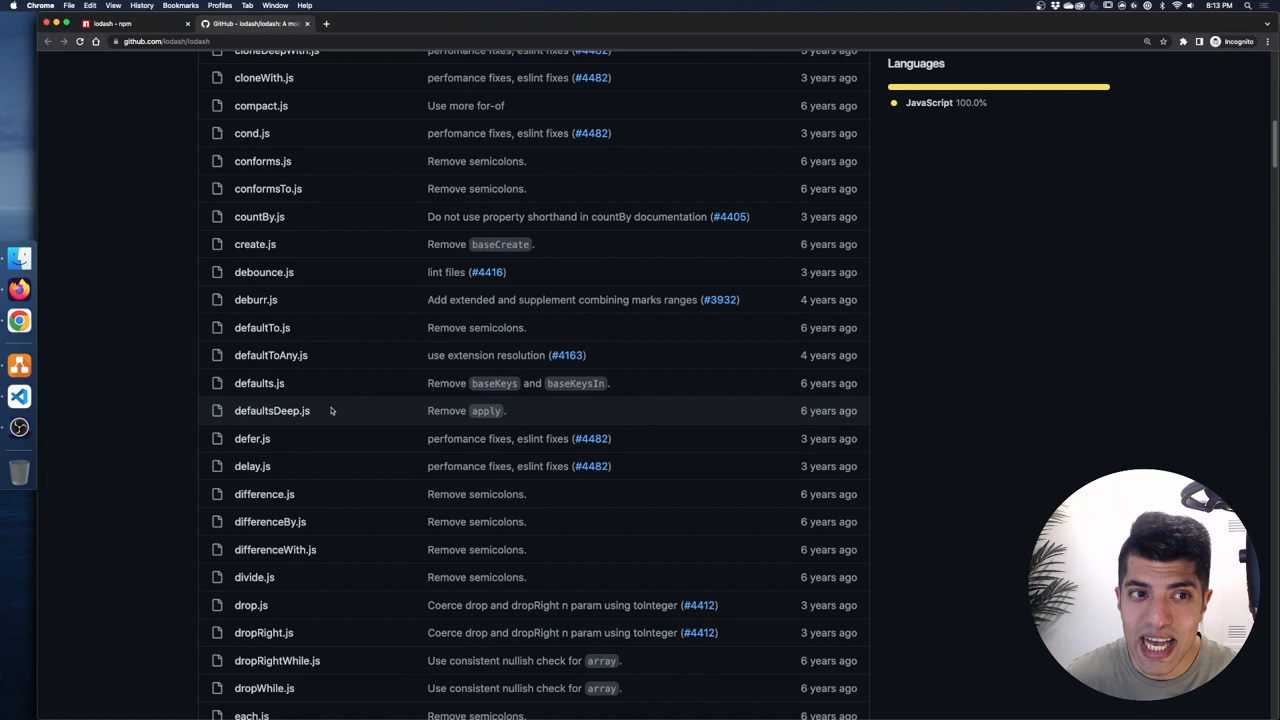 Chrome File Edit View History Bookmarks Profiles Tab Window Help 8:13 PM
lodash - npm GitHub - lodash/lodash: A mo
github.com/lodash/lodash Incognito
cloneDeepWith.js perfomance fixes, eslint fixes (#4482) 3 years ago
Languages
cloneWith.js perfomance fixes, eslint fixes (#4482) 3 years ago
JavaScript 100.0%
compact.js Use more for-of 6 years ago
cond.js perfomance fixes, eslint fixes (#4482) 3 years ago
conforms.js Remove semicolons. 6 years ago
conformsTo.js Remove semicolons. 6 years ago
countBy.js Do not use property shorthand in countBy documentation (#4405) 3 years ago
create.js Remove baseCreate. 6 years ago
debounce.js lint files (#4416) 3 years ago
deburr.js Add extended and supplement combining marks ranges (#3932) 4 years ago
defaultTo.js Remove semicolons. 6 years ago
defaultToAny.js use extension resolution (#4163) 4 years ago
defaults.js Remove baseKeys and baseKeysIn. 6 years ago
defaultsDeep.js Remove apply. 6 years ago
defer.js perfomance fixes, eslint fixes (#4482) 3 years ago
delay.js perfomance fixes, eslint fixes (#4482) 3 years ago
difference.js Remove semicolons. 6 years ago
differenceBy.js Remove semicolons. 6 years ago
differenceWith.js Remove semicolons. 6 years ago
divide.js Remove semicolons. 6 years ago
drop.js Coerce drop and dropRight n param using toInteger (#4412) 3 years ago
dropRight.js Coerce drop and dropRight n param using toInteger (#4412) 3 years ago
dropRightWhile.js Use consistent nullish check for array. 6 years ago
dropWhile.js Use consistent nullish check for array. 6 years ago
each.js Remove semicolons. 6 years ago